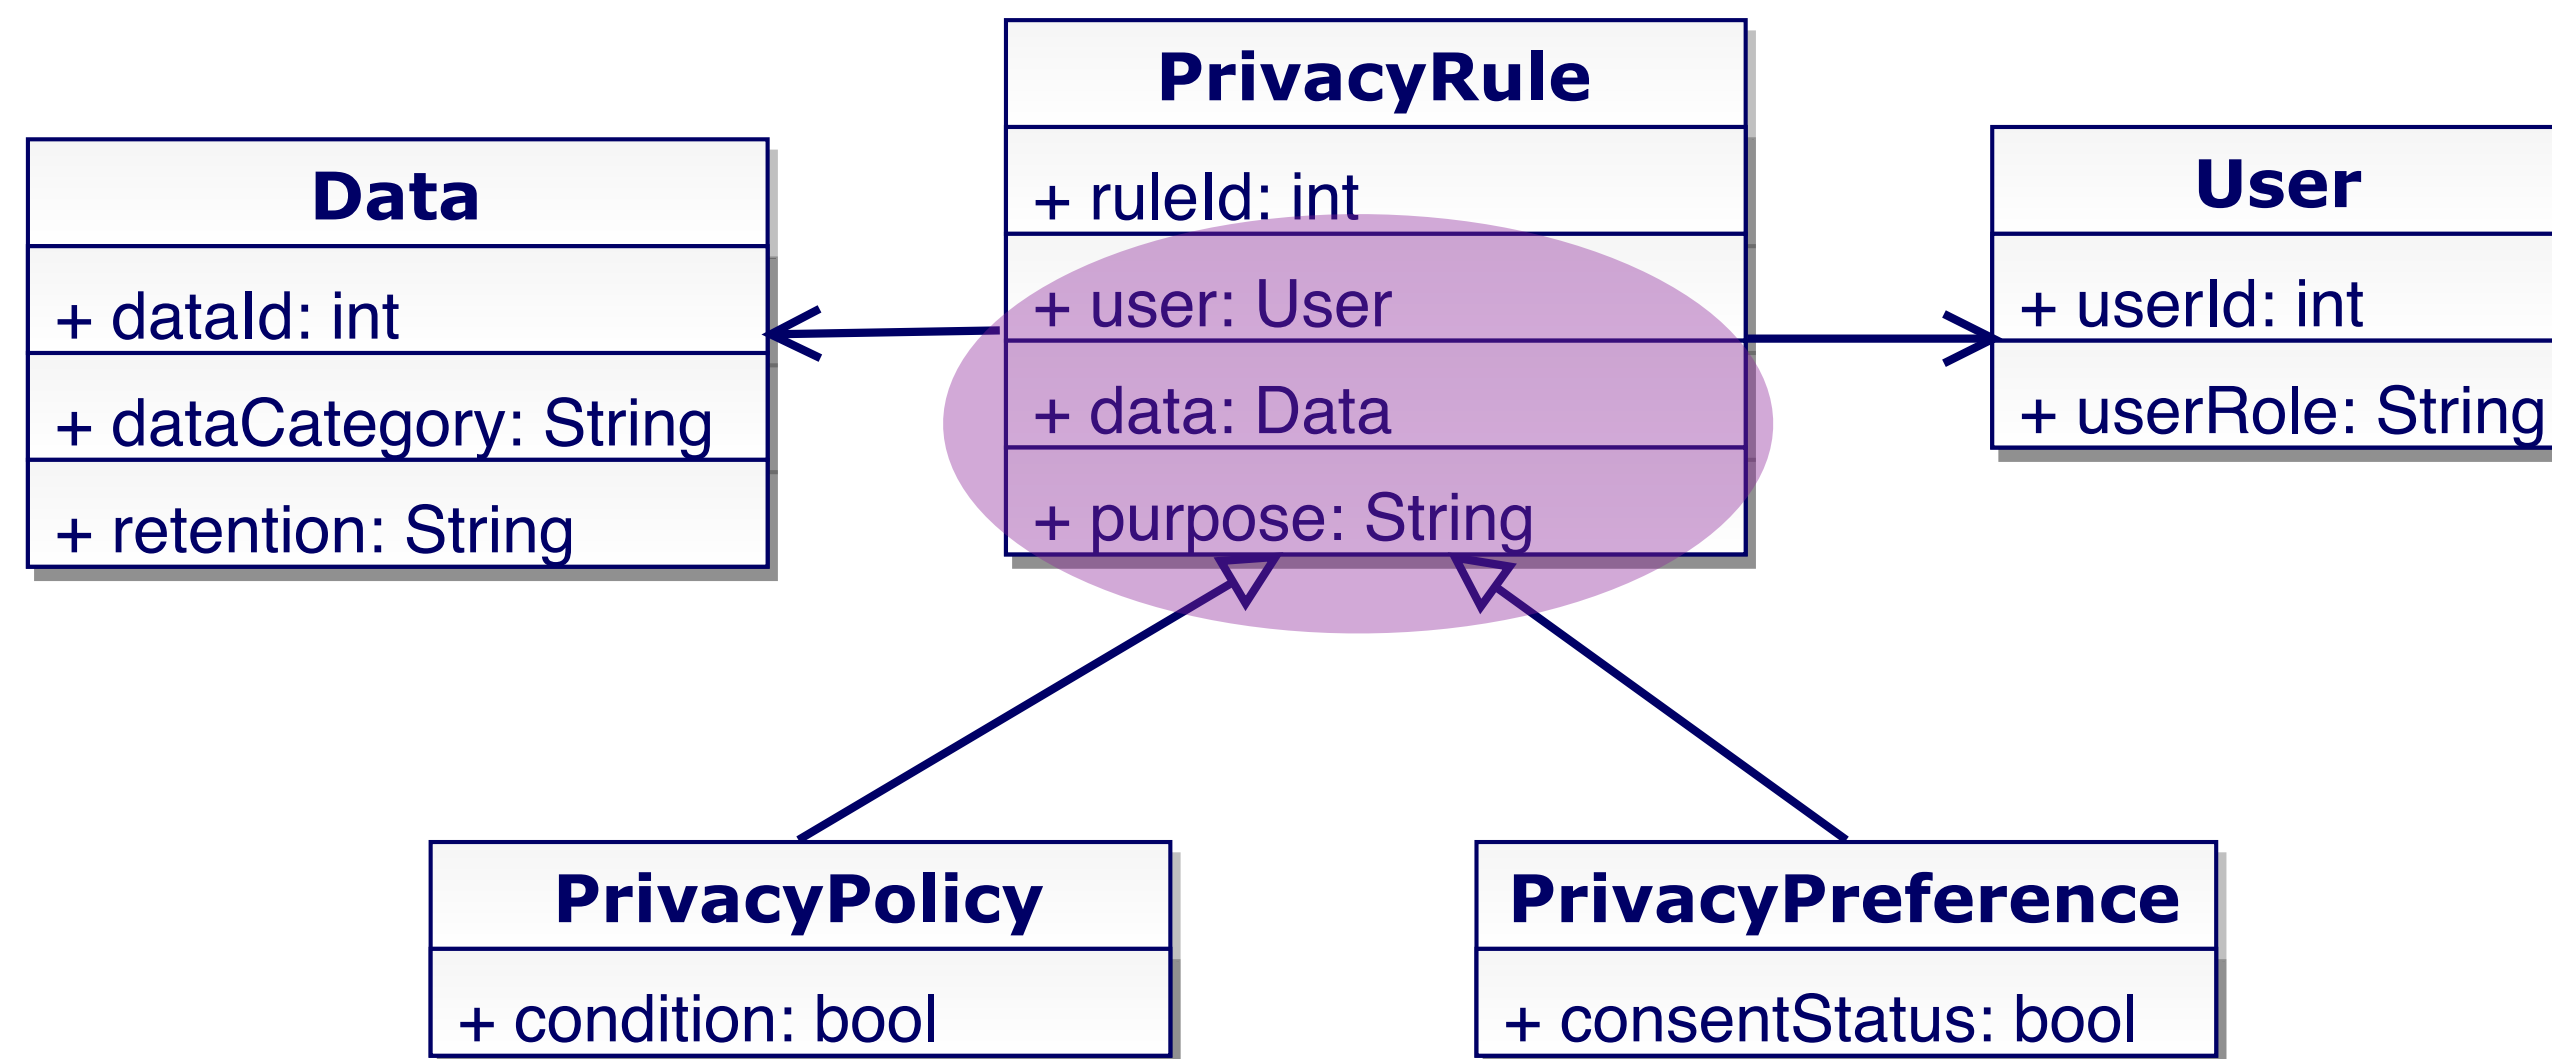 PrivacyRule
+ ruleId: int
+ user: User
+ data: Data
+ purpose: String
Data
+ dataId: int
+ dataCategory: String
+ retention: String
User
+ userId: int
+ userRole: String
PrivacyPolicy
+ condition: bool
PrivacyPreference
+ consentStatus: bool